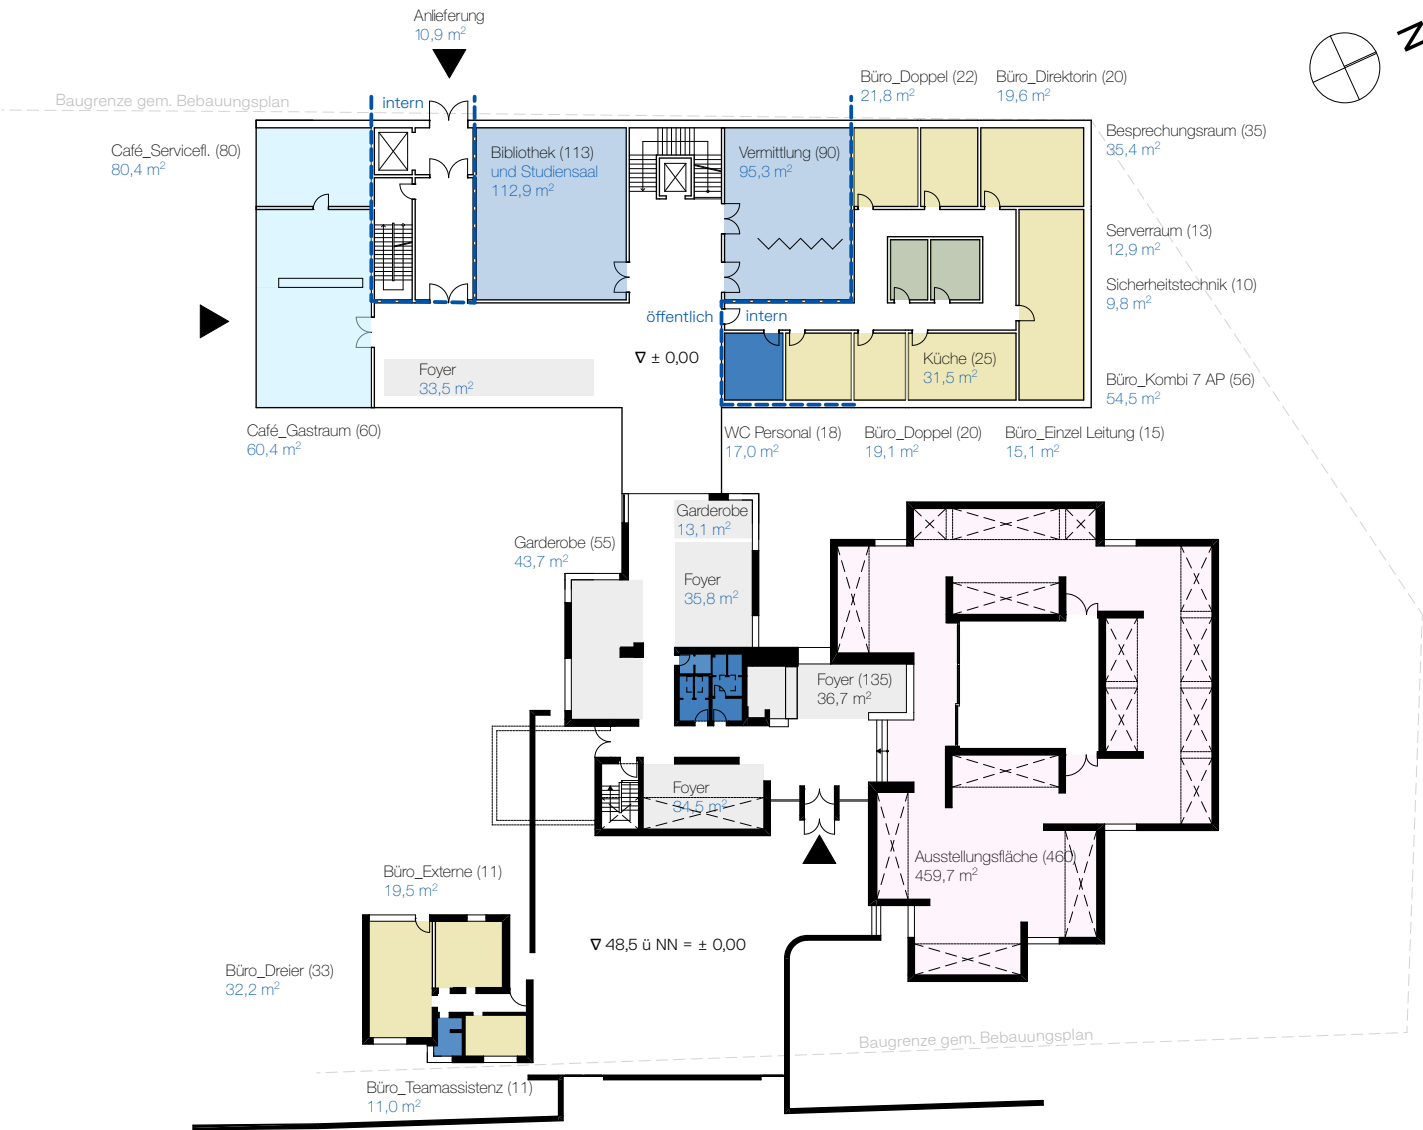 Anlieferung
10,9 m²
N
Büro_Doppel (22)
21,8 m²
Büro_Direktorin (20)
19,6 m²
Baugrenze gem. Bebauungsplan
intern
Besprechungsraum (35)
35,4 m²
Café_Servicefl. (80)
80,4 m²
Bibliothek (113)
und Studiensaal
112,9 m²
Vermittlung (90)
95,3 m²
Serverraum (13)
12,9 m²
Sicherheitstechnik (10)
9,8 m²
öffentlich
intern
∇ ± 0,00
Foyer
33,5 m²
Küche (25)
31,5 m²
Büro_Kombi 7 AP (56)
54,5 m²
Café_Gastraum (60)
60,4 m²
WC Personal (18)
17,0 m²
Büro_Doppel (20)
19,1 m²
Büro_Einzel Leitung (15)
15,1 m²
Garderobe
13,1 m²
Garderobe (55)
43,7 m²
Foyer
35,8 m²
Foyer (135)
36,7 m²
Foyer
34,5 m²
Ausstellungsfläche (460)
459,7 m²
Büro_Externe (11)
19,5 m²
∇ 48,5 ü NN = ± 0,00
Büro_Dreier (33)
32,2 m²
Baugrenze gem. Bebauungsplan
Büro_Teamassistenz (11)
11,0 m²